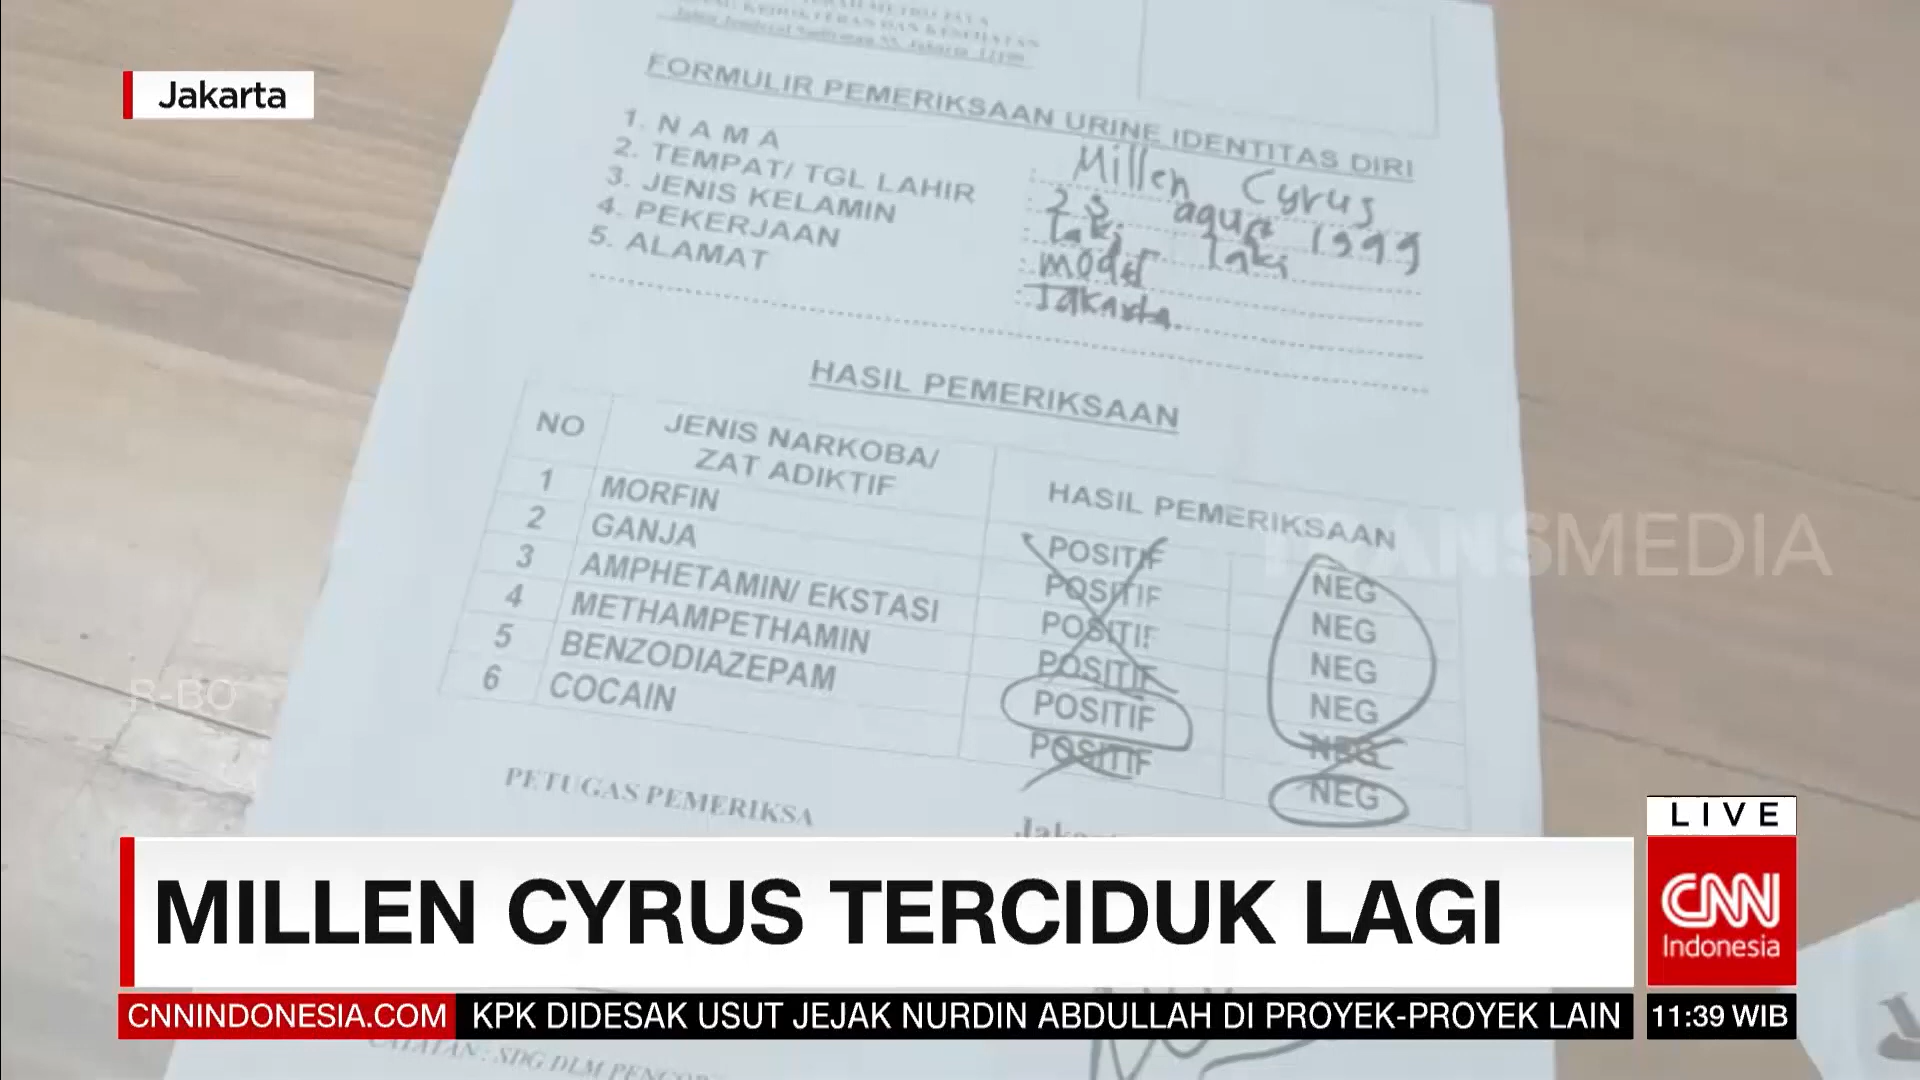 Jakarta
FORMULIR PEMERIKSAAN URINE IDENTITAS DIRI
1. N A M A Millen Cyrus
2. TEMPAT/ TGL LAHIR 23 agust 1999
3. JENIS KELAMIN Laki laki
4. PEKERJAAN model
5. ALAMAT Jakarta
HASIL PEMERIKSAAN
NO JENIS NARKOBA/ ZAT ADIKTIF HASIL PEMERIKSAAN
1 MORFIN POSITIF NEG
2 GANJA POSITIF NEG
3 AMPHETAMIN/ EKSTASI POSITIF NEG
4 METHAMPETHAMIN POSITIF NEG
5 BENZODIAZEPAM POSITIF NEG
6 COCAIN POSITIF NEG
PETUGAS PEMERIKSA
TRANSMEDIA
R-BO
MILLEN CYRUS TERCIDUK LAGI
LIVE
CNN
Indonesia
CNNINDONESIA.COM KPK DIDESAK USUT JEJAK NURDIN ABDULLAH DI PROYEK-PROYEK LAIN 11:39 WIB